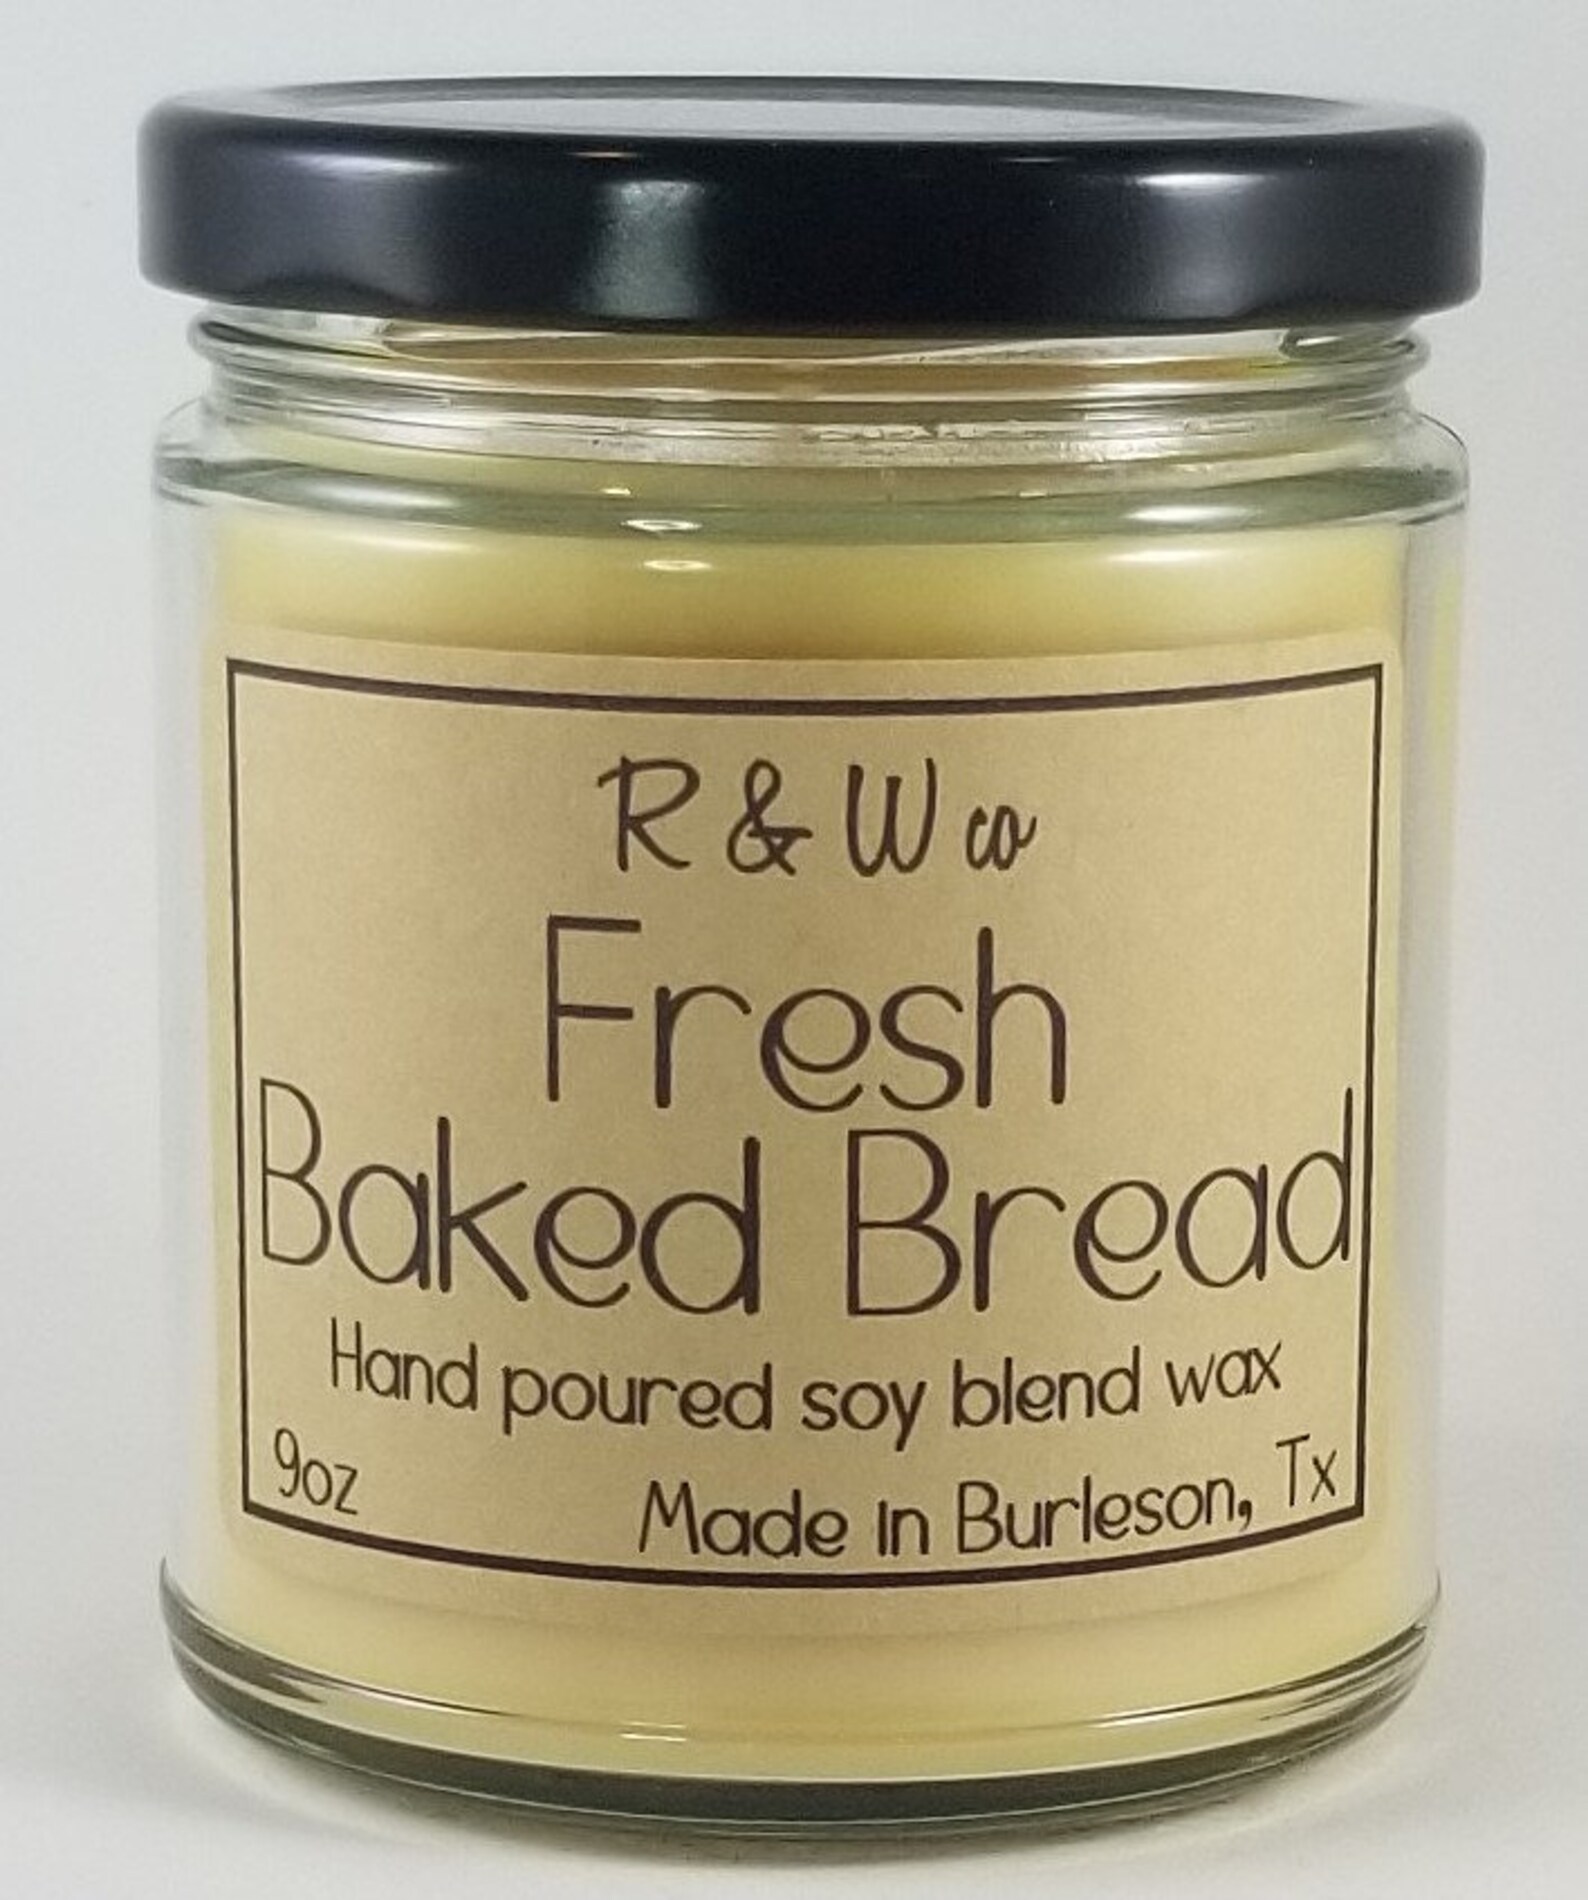 R & W co
Fresh
Baked Bread
Hand poured soy blend wax
9oz
Made in Burleson, Tx